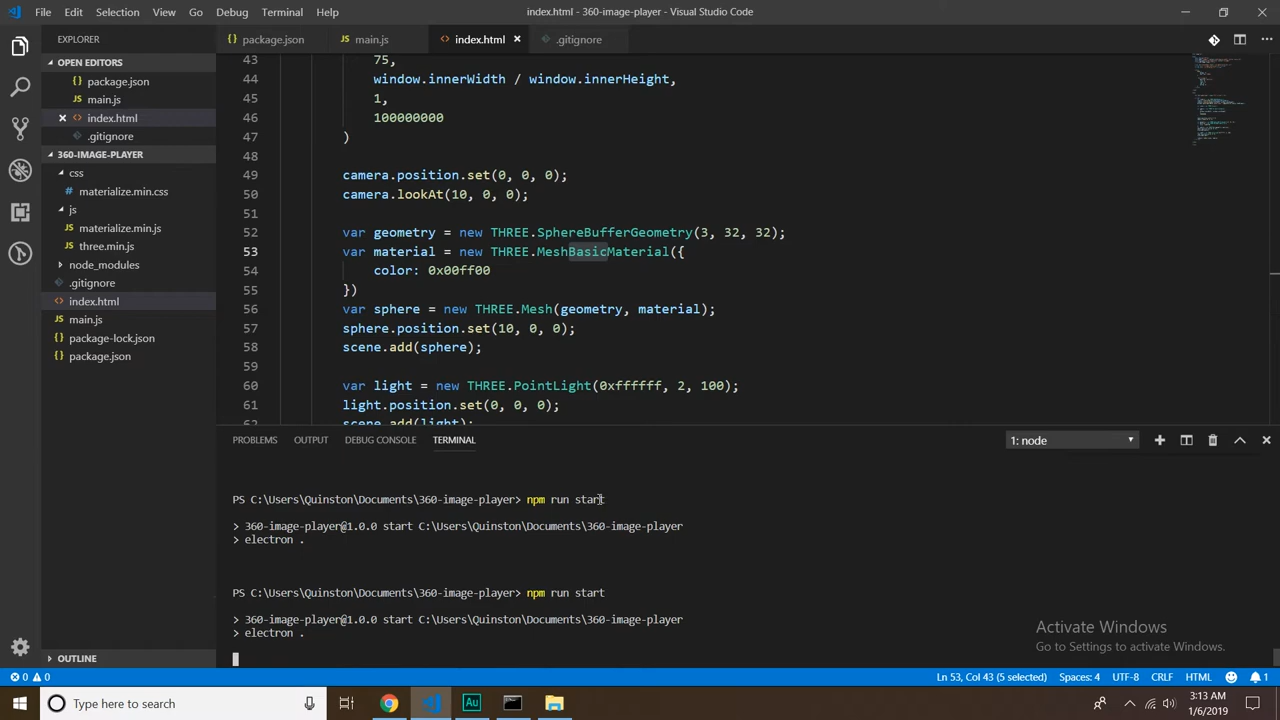 File Edit Selection View Go Debug Terminal Help
index.html - 360-image-player - Visual Studio Code
EXPLORER
OPEN EDITORS
package.json
main.js
index.html
.gitignore
360-IMAGE-PLAYER
css
materialize.min.css
js
materialize.min.js
three.min.js
node_modules
.gitignore
index.html
main.js
package-lock.json
package.json
OUTLINE
package.json main.js index.html .gitignore
43 75,
44 window.innerWidth / window.innerHeight,
45 1,
46 100000000
47 )
48
49 camera.position.set(0, 0, 0);
50 camera.lookAt(10, 0, 0);
51
52 var geometry = new THREE.SphereBufferGeometry(3, 32, 32);
53 var material = new THREE.MeshBasicMaterial({
54 color: 0x00ff00
55 })
56 var sphere = new THREE.Mesh(geometry, material);
57 sphere.position.set(10, 0, 0);
58 scene.add(sphere);
59
60 var light = new THREE.PointLight(0xffffff, 2, 100);
61 light.position.set(0, 0, 0);
62 scene.add(light);
PROBLEMS OUTPUT DEBUG CONSOLE TERMINAL
1: node
PS C:\Users\Quinston\Documents\360-image-player> npm run start
> 360-image-player@1.0.0 start C:\Users\Quinston\Documents\360-image-player
> electron .
PS C:\Users\Quinston\Documents\360-image-player> npm run start
> 360-image-player@1.0.0 start C:\Users\Quinston\Documents\360-image-player
> electron .
Activate Windows
Go to Settings to activate Windows.
0 0
Ln 53, Col 43 (5 selected) Spaces: 4 UTF-8 CRLF HTML 1
Type here to search
Au
3:13 AM
1/6/2019